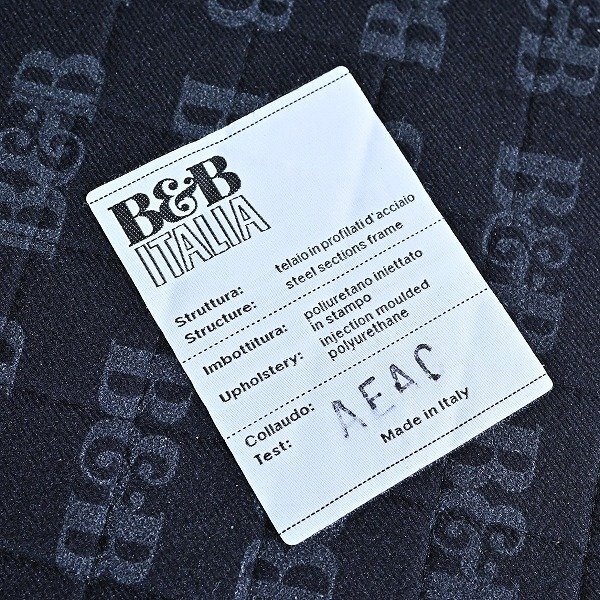 B&B
ITALIA
Struttura: telaio in profilati d'acciaio
Structure: steel sections frame
Imbottitura: poliuretano iniettato
in stampo
Upholstery: injection moulded
polyurethane
Collaudo: AEAC
Test:
Made in Italy